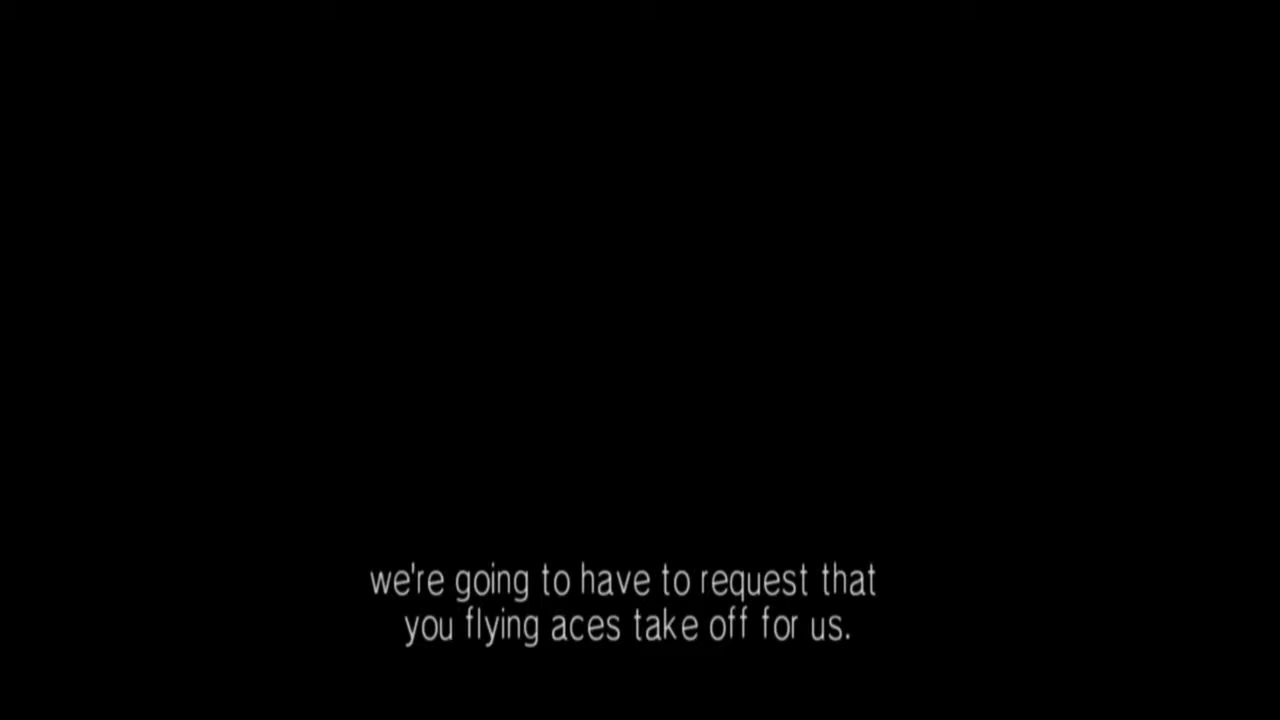 we're going to have to request that
you flying aces take off for us.